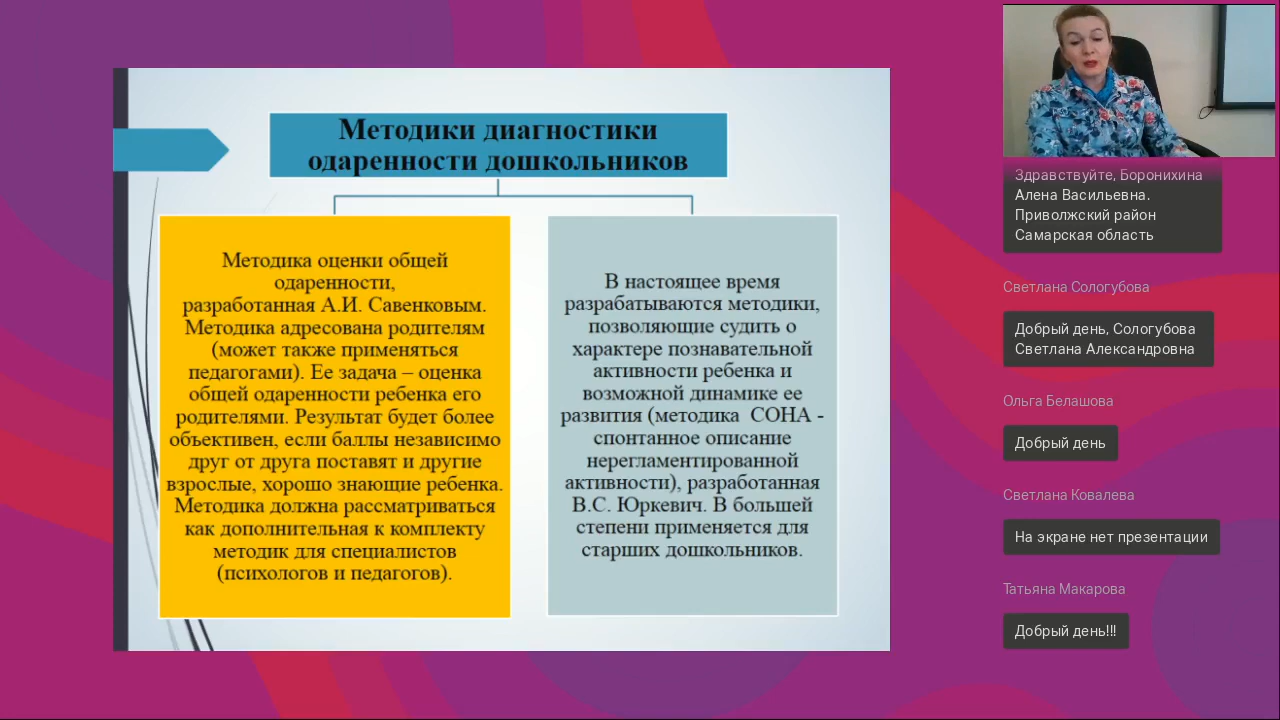 Методики диагностики
одаренности дошкольников
Методика оценки общей
одаренности,
разработанная А.И. Савенковым.
Методика адресована родителям
(может также применяться
педагогами). Ее задача – оценка
общей одаренности ребенка его
родителями. Результат будет более
объективен, если баллы независимо
друг от друга поставят и другие
взрослые, хорошо знающие ребенка.
Методика должна рассматриваться
как дополнительная к комплекту
методик для специалистов
(психологов и педагогов).
В настоящее время
разрабатываются методики,
позволяющие судить о
характере познавательной
активности ребенка и
возможной динамике ее
развития (методика СОНА -
спонтанное описание
нерегламентированной
активности), разработанная
В.С. Юркевич. В большей
степени применяется для
старших дошкольников.
Здравствуйте, Боронихина
Алена Васильевна.
Приволжский район
Самарская область
Светлана Сологубова
Добрый день, Сологубова
Светлана Александровна
Ольга Белашова
Добрый день
Светлана Ковалева
На экране нет презентации
Татьяна Макарова
Добрый день!!!